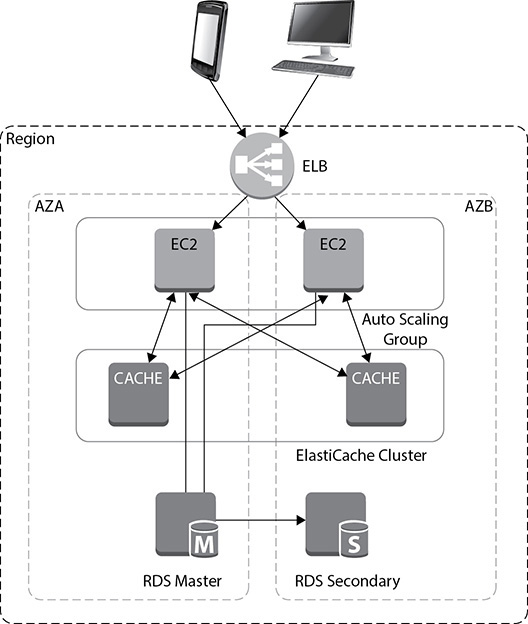 Region
ELB
AZA
AZB
EC2
EC2
Auto Scaling
Group
CACHE
CACHE
ElastiCache Cluster
M
S
RDS Master
RDS Secondary